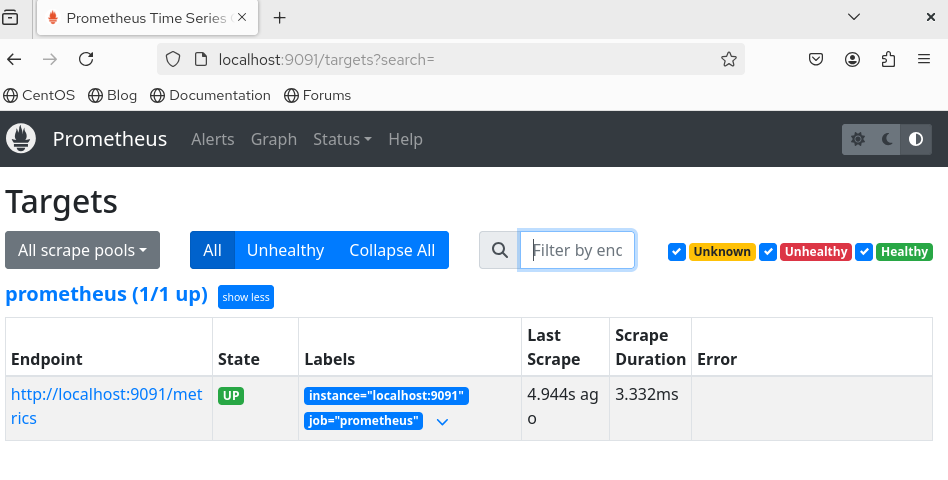 Prometheus Time Series
localhost:9091/targets?search=
CentOS Blog Documentation Forums
Prometheus Alerts Graph Status Help
Targets
All scrape pools All Unhealthy Collapse All Filter by enc Unknown Unhealthy Healthy
prometheus (1/1 up) show less
Endpoint State Labels Last Scrape Scrape Duration Error
http://localhost:9091/met
rics
UP
instance="localhost:9091"
job="prometheus"
4.944s ag
o
3.332ms